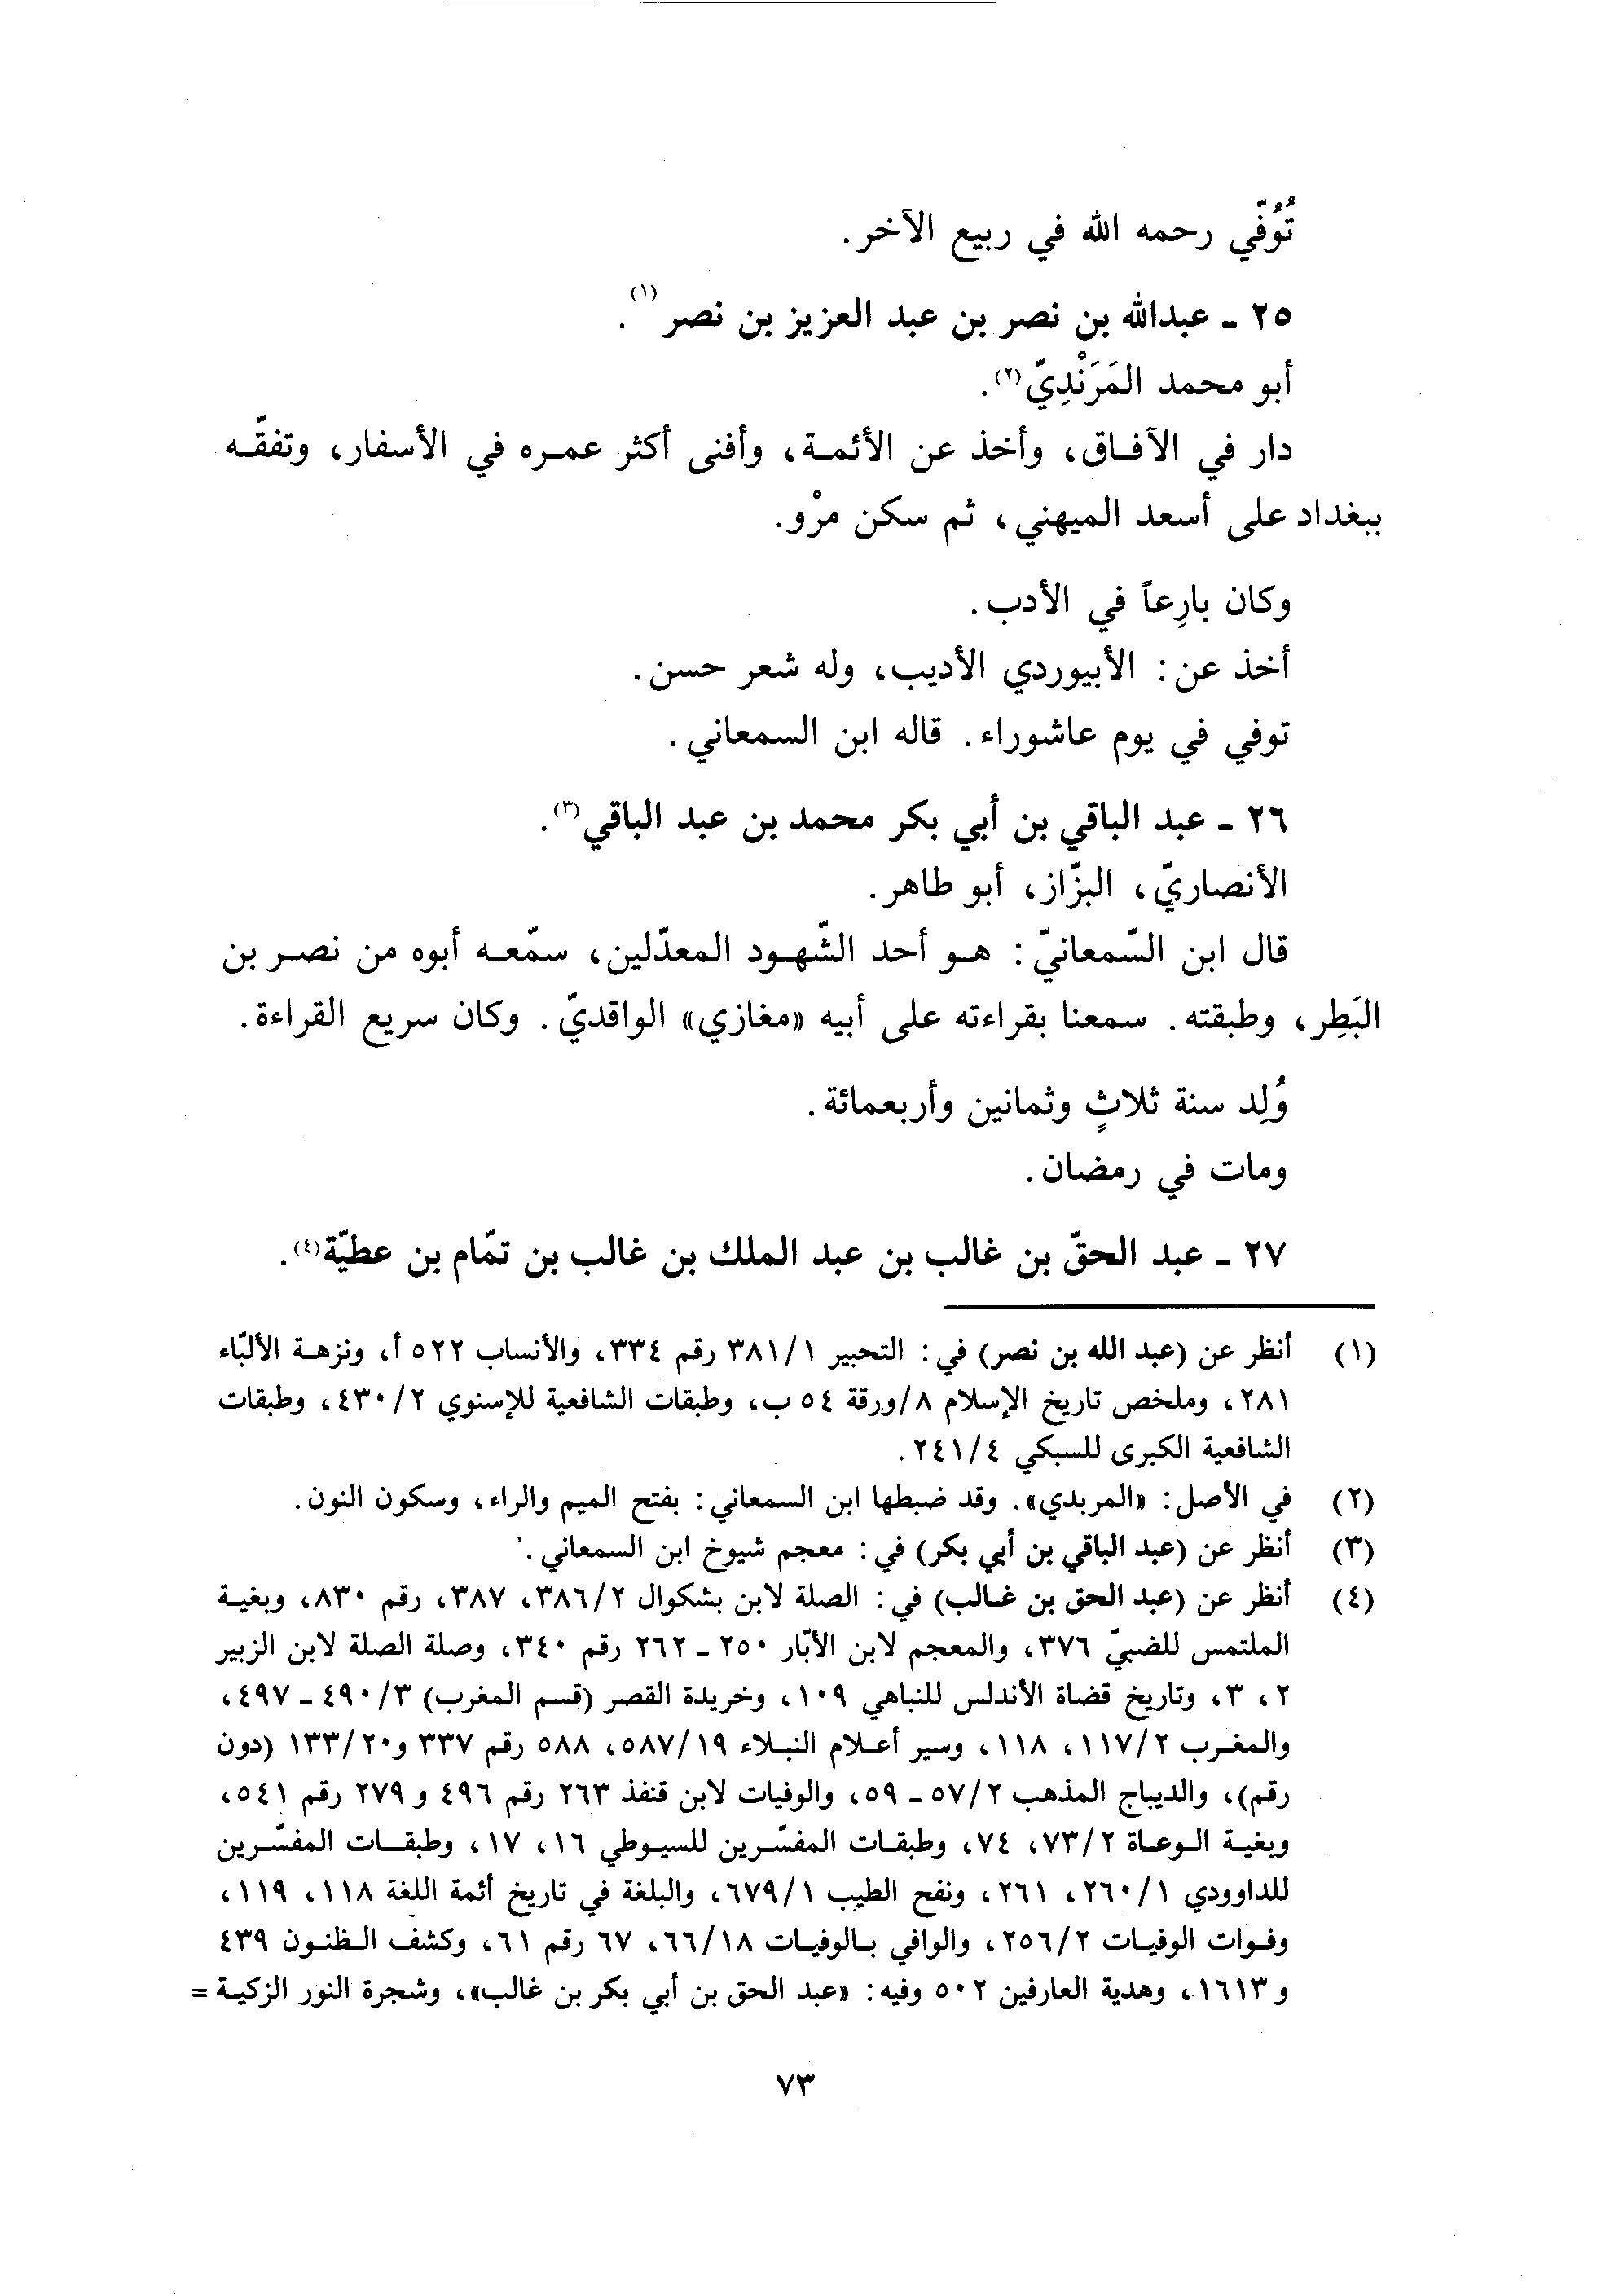 تُوُفّي رحمه الله في ربيع الآخر.
٢٥ - عبدالله بن نصر بن عبد العزيز بن نصر(١).
أبو محمد المَرَنْدِيّ(٢).
دار في الآفاق، وأخذ عن الأئمة، وأفنى أكثر عمره في الأسفار، وتفقّه
ببغداد على أسعد الميهني، ثم سكن مرْو.
وكان بارِعاً في الأدب.
أخذ عن: الأبيوردي الأديب، وله شعر حسن.
توفي في يوم عاشوراء. قاله ابن السمعاني.
٢٦ - عبد الباقي بن أبي بكر محمد بن عبد الباقي(٣).
الأنصاريّ، البزّاز، أبو طاهر.
قال ابن السّمعانيّ: هو أحد الشّهود المعدّلين، سمّعه أبوه من نصر بن
البَطِر، وطبقته. سمعنا بقراءته على أبيه «مغازي» الواقديّ. وكان سريع القراءة.
وُلِد سنة ثلاثٍ وثمانين وأربعمائة.
ومات في رمضان.
٢٧ - عبد الحقّ بن غالب بن عبد الملك بن غالب بن تمّام بن عطيّة(٤).
(١) أنظر عن (عبد الله بن نصر) في: التحبير ٣٨١/١ رقم ٣٣٤، والأنساب ٥٢٢ أ، ونزهة الألبّاء
٢٨١، وملخص تاريخ الإسلام ٨/ورقة ٥٤ ب، وطبقات الشافعية للإسنوي ٤٣٠/٢، وطبقات
الشافعية الكبرى للسبكي ٢٤١/٤.
(٢) في الأصل: «المربدي». وقد ضبطها ابن السمعاني: بفتح الميم والراء، وسكون النون.
(٣) أنظر عن (عبد الباقي بن أبي بكر) في: معجم شيوخ ابن السمعاني.
(٤) أنظر عن (عبد الحق بن غالب) في: الصلة لابن بشكوال ٣٨٦/٢، ٣٨٧، رقم ٨٣٠، وبغية
الملتمس للضبيّ ٣٧٦، والمعجم لابن الأبّار ٢٥٠ - ٢٦٢ رقم ٣٤٠، وصلة الصلة لابن الزبير
٢، ٣، وتاريخ قضاة الأندلس للنباهي ١٠٩، وخريدة القصر (قسم المغرب) ٤٩٠/٣ - ٤٩٧،
والمغرب ١١٧/٢، ١١٨، وسير أعلام النبلاء ٥٨٧/١٩، ٥٨٨ رقم ٣٣٧ و١٣٣/٢٠ (دون
رقم)، والديباج المذهب ٥٧/٢ - ٥٩، والوفيات لابن قنفذ ٢٦٣ رقم ٤٩٦ و ٢٧٩ رقم ٥٤١،
وبغية الوعاة ٧٣/٢، ٧٤، وطبقات المفسّرين للسيوطي ١٦، ١٧، وطبقات المفسّرين
للداوودي ٢٦٠/١، ٢٦١، ونفح الطيب ٦٧٩/١، والبلغة في تاريخ أئمة اللغة ١١٨، ١١٩،
وفوات الوفيات ٢٥٦/٢، والوافي بالوفيات ٦٦/١٨، ٦٧ رقم ٦١، وكشف الظنون ٤٣٩
و ١٦١٣، وهدية العارفين ٥٠٢ وفيه: «عبد الحق بن أبي بكر بن غالب»، وشجرة النور الزكية =
٧٣